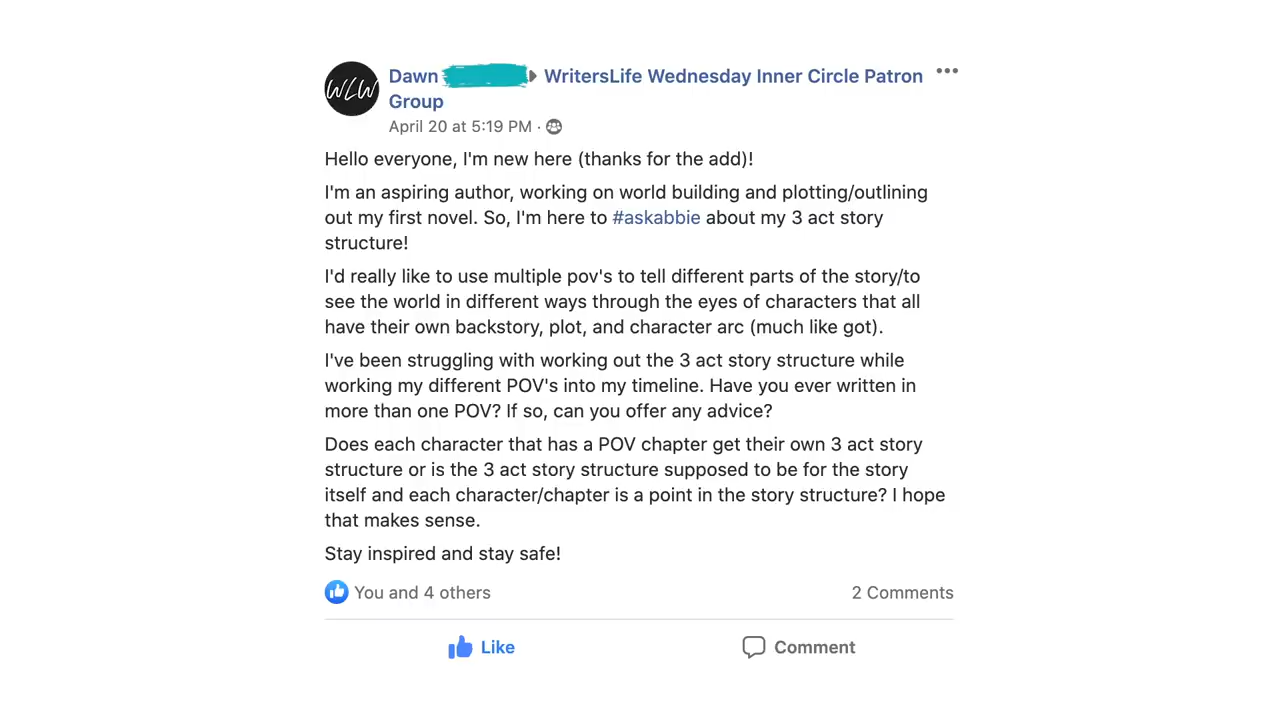 WLW
Dawn WritersLife Wednesday Inner Circle Patron
Group
April 20 at 5:19 PM ·
Hello everyone, I'm new here (thanks for the add)!
I'm an aspiring author, working on world building and plotting/outlining
out my first novel. So, I'm here to #askabbie about my 3 act story
structure!
I'd really like to use multiple pov's to tell different parts of the story/to
see the world in different ways through the eyes of characters that all
have their own backstory, plot, and character arc (much like got).
I've been struggling with working out the 3 act story structure while
working my different POV's into my timeline. Have you ever written in
more than one POV? If so, can you offer any advice?
Does each character that has a POV chapter get their own 3 act story
structure or is the 3 act story structure supposed to be for the story
itself and each character/chapter is a point in the story structure? I hope
that makes sense.
Stay inspired and stay safe!
You and 4 others 2 Comments
Like Comment